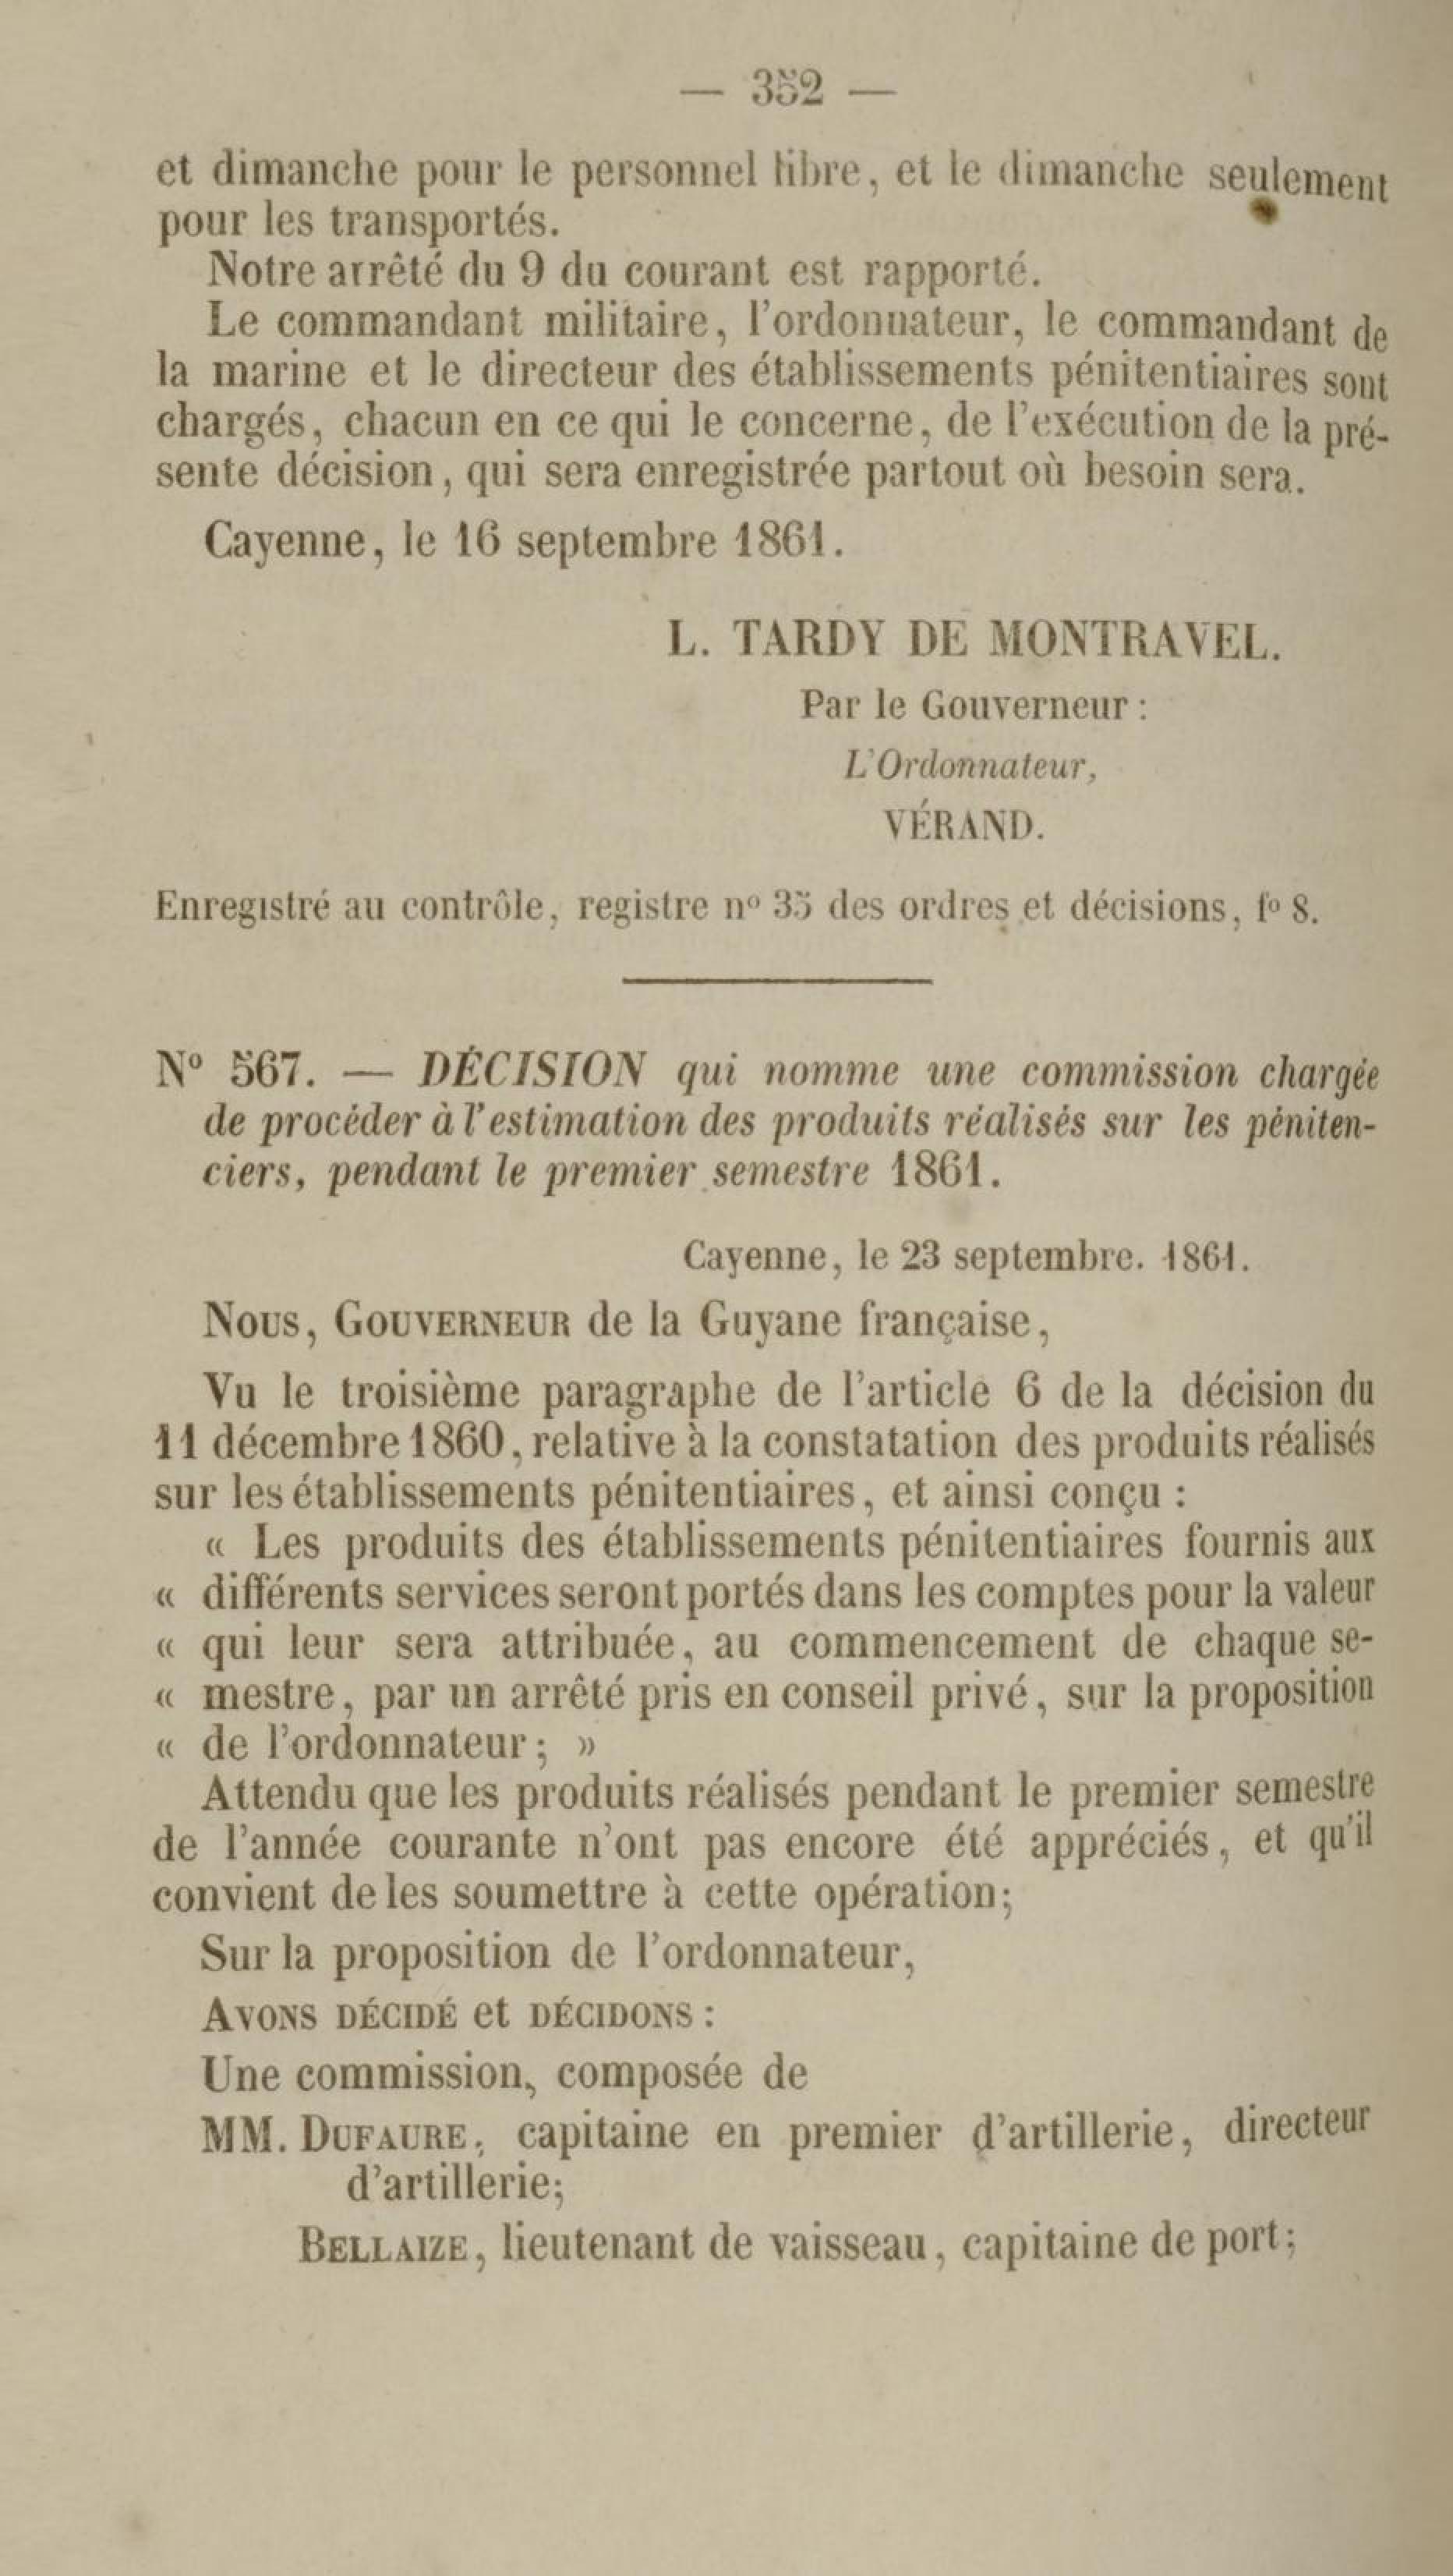 — 352 —
et dimanche pour le personnel libre, et le dimanche seulement
pour les transportés.
Notre arrêté du 9 du courant est rapporté.
Le commandant militaire, l'ordonnateur, le commandant de
la marine et le directeur des établissements pénitentiaires sont
chargés, chacun en ce qui le concerne, de l'exécution de la pré-
sente décision, qui sera enregistrée partout où besoin sera.
Cayenne, le 16 septembre 1861.
L. TARDY DE MONTRAVEL.
Par le Gouverneur :
L'Ordonnateur,
VÉRAND.
Enregistré au contrôle, registre nº 35 des ordres et décisions, fº 8.
Nº 567. — DÉCISION qui nomme une commission chargée
de procéder à l'estimation des produits réalisés sur les péniten-
ciers, pendant le premier semestre 1861.
Cayenne, le 23 septembre. 1861.
Nous, GOUVERNEUR de la Guyane française,
Vu le troisième paragraphe de l'article 6 de la décision du
11 décembre 1860, relative à la constatation des produits réalisés
sur les établissements pénitentiaires, et ainsi conçu :
« Les produits des établissements pénitentiaires fournis aux
« différents services seront portés dans les comptes pour la valeur
« qui leur sera attribuée, au commencement de chaque se-
« mestre, par un arrêté pris en conseil privé, sur la proposition
« de l'ordonnateur; »
Attendu que les produits réalisés pendant le premier semestre
de l'année courante n'ont pas encore été appréciés, et qu'il
convient de les soumettre à cette opération;
Sur la proposition de l'ordonnateur,
AVONS DÉCIDÉ et DÉCIDONS :
Une commission, composée de
MM. DUFAURE, capitaine en premier d'artillerie, directeur
d'artillerie;
BELLAIZE, lieutenant de vaisseau, capitaine de port;